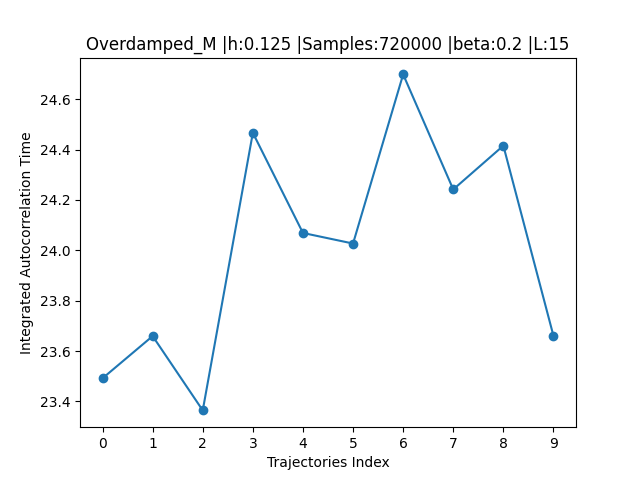 Overdamped_M |h:0.125 |Samples:720000 |beta:0.2 |L:15
Integrated Autocorrelation Time
24.6
24.4
24.2
24.0
23.8
23.6
23.4
0 1 2 3 4 5 6 7 8 9
Trajectories Index